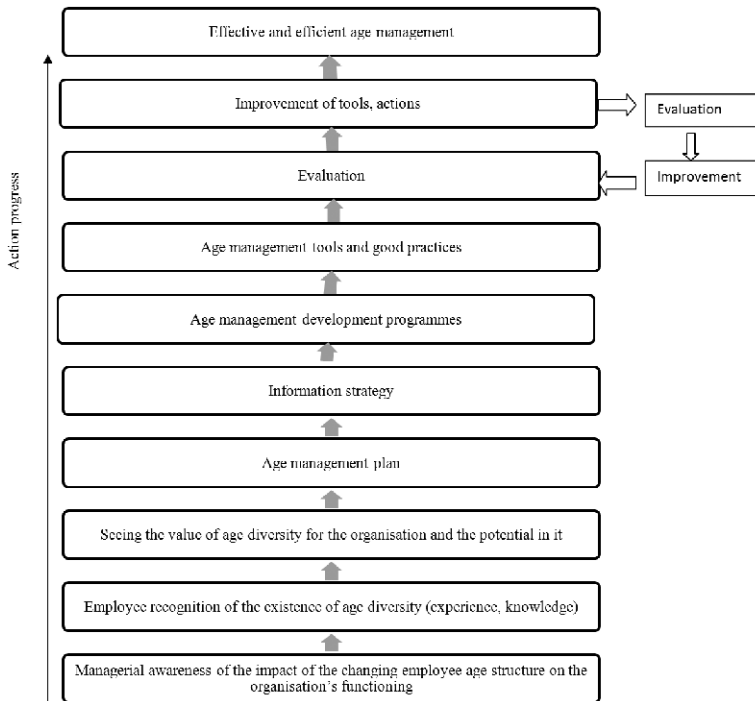 Effective and efficient age management
Improvement of tools, actions
Evaluation
Evaluation
Improvement
Age management tools and good practices
Age management development programmes
Information strategy
Age management plan
Seeing the value of age diversity for the organisation and the potential in it
Employee recognition of the existence of age diversity (experience, knowledge)
Managerial awareness of the impact of the changing employee age structure on the
organisation's functioning
Action progress